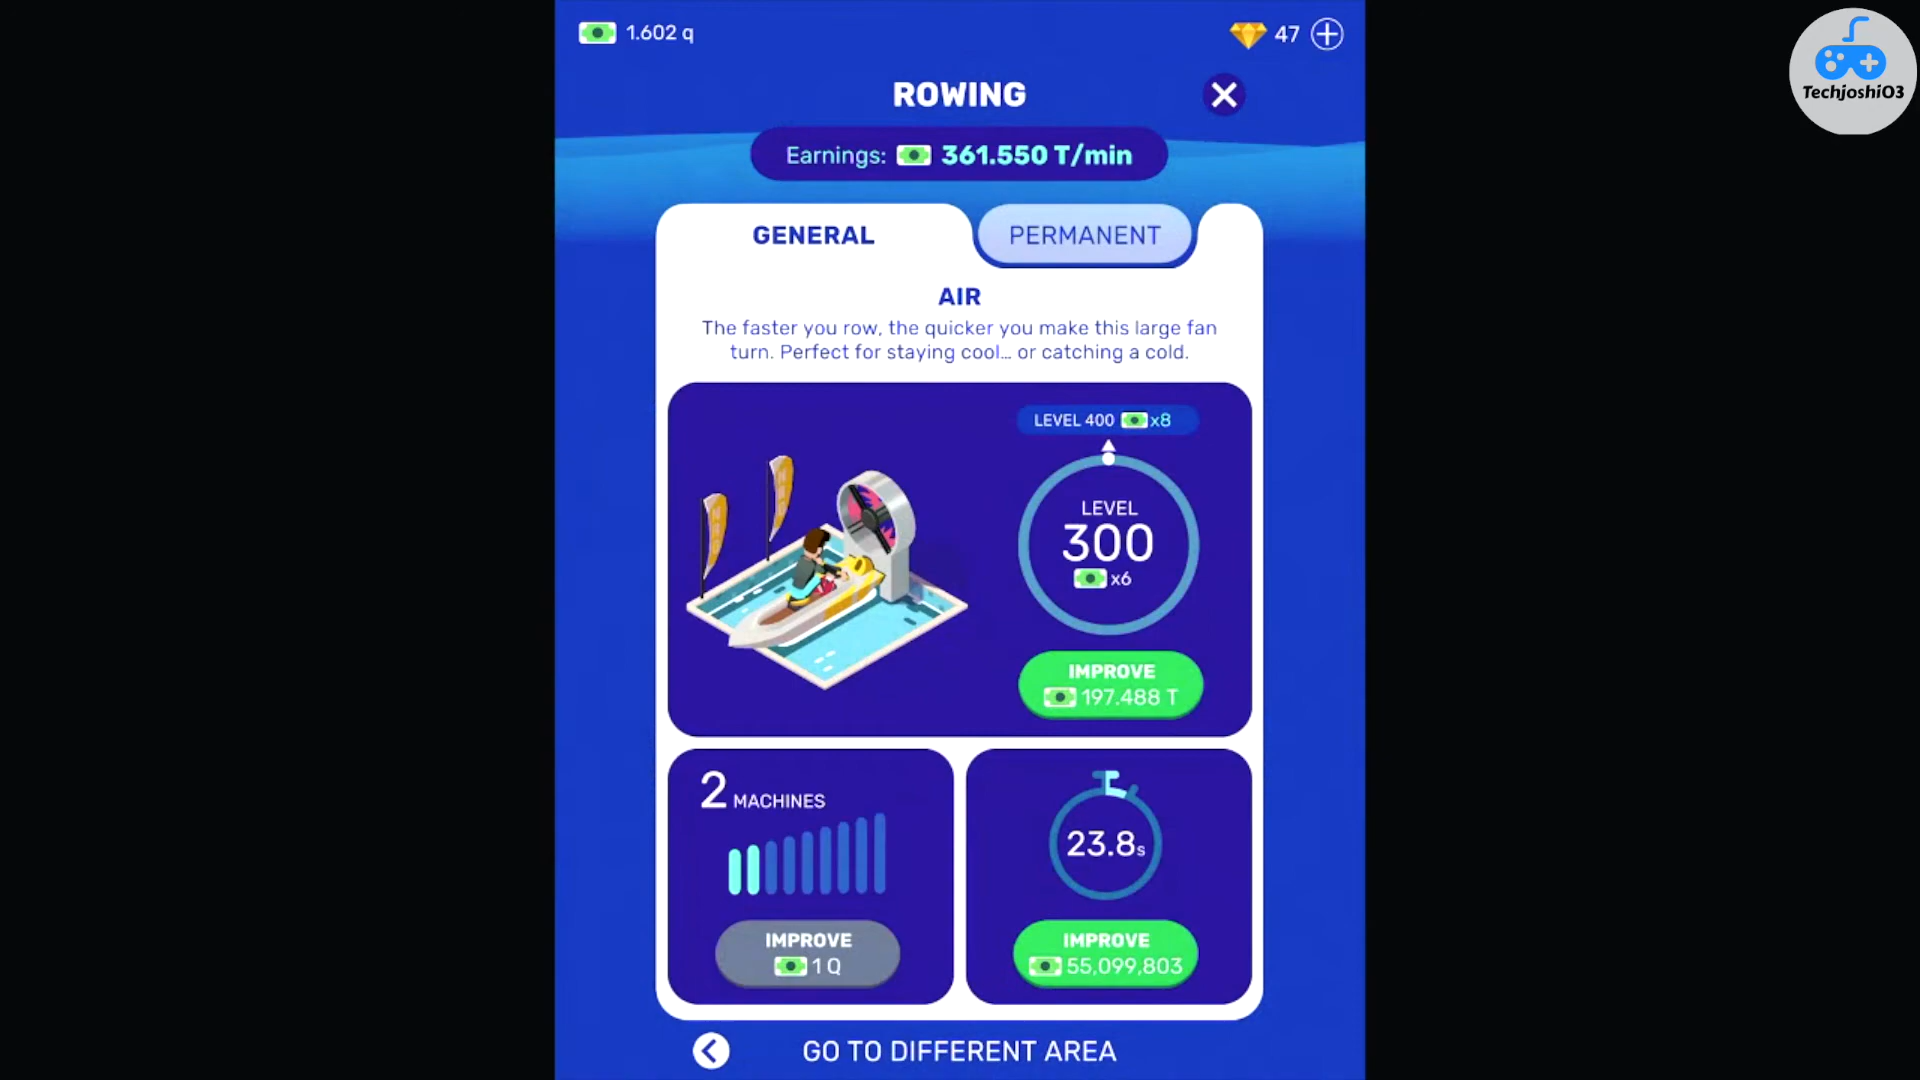 1.602 q
47
TechjoshiO3
ROWING
Earnings: 361.550 T/min
GENERAL
PERMANENT
AIR
The faster you row, the quicker you make this large fan
turn. Perfect for staying cool... or catching a cold.
LEVEL 400 x8
LEVEL
300
x6
IMPROVE
197.488 T
2 MACHINES
IMPROVE
1 Q
23.8s
IMPROVE
55,099,803
GO TO DIFFERENT AREA